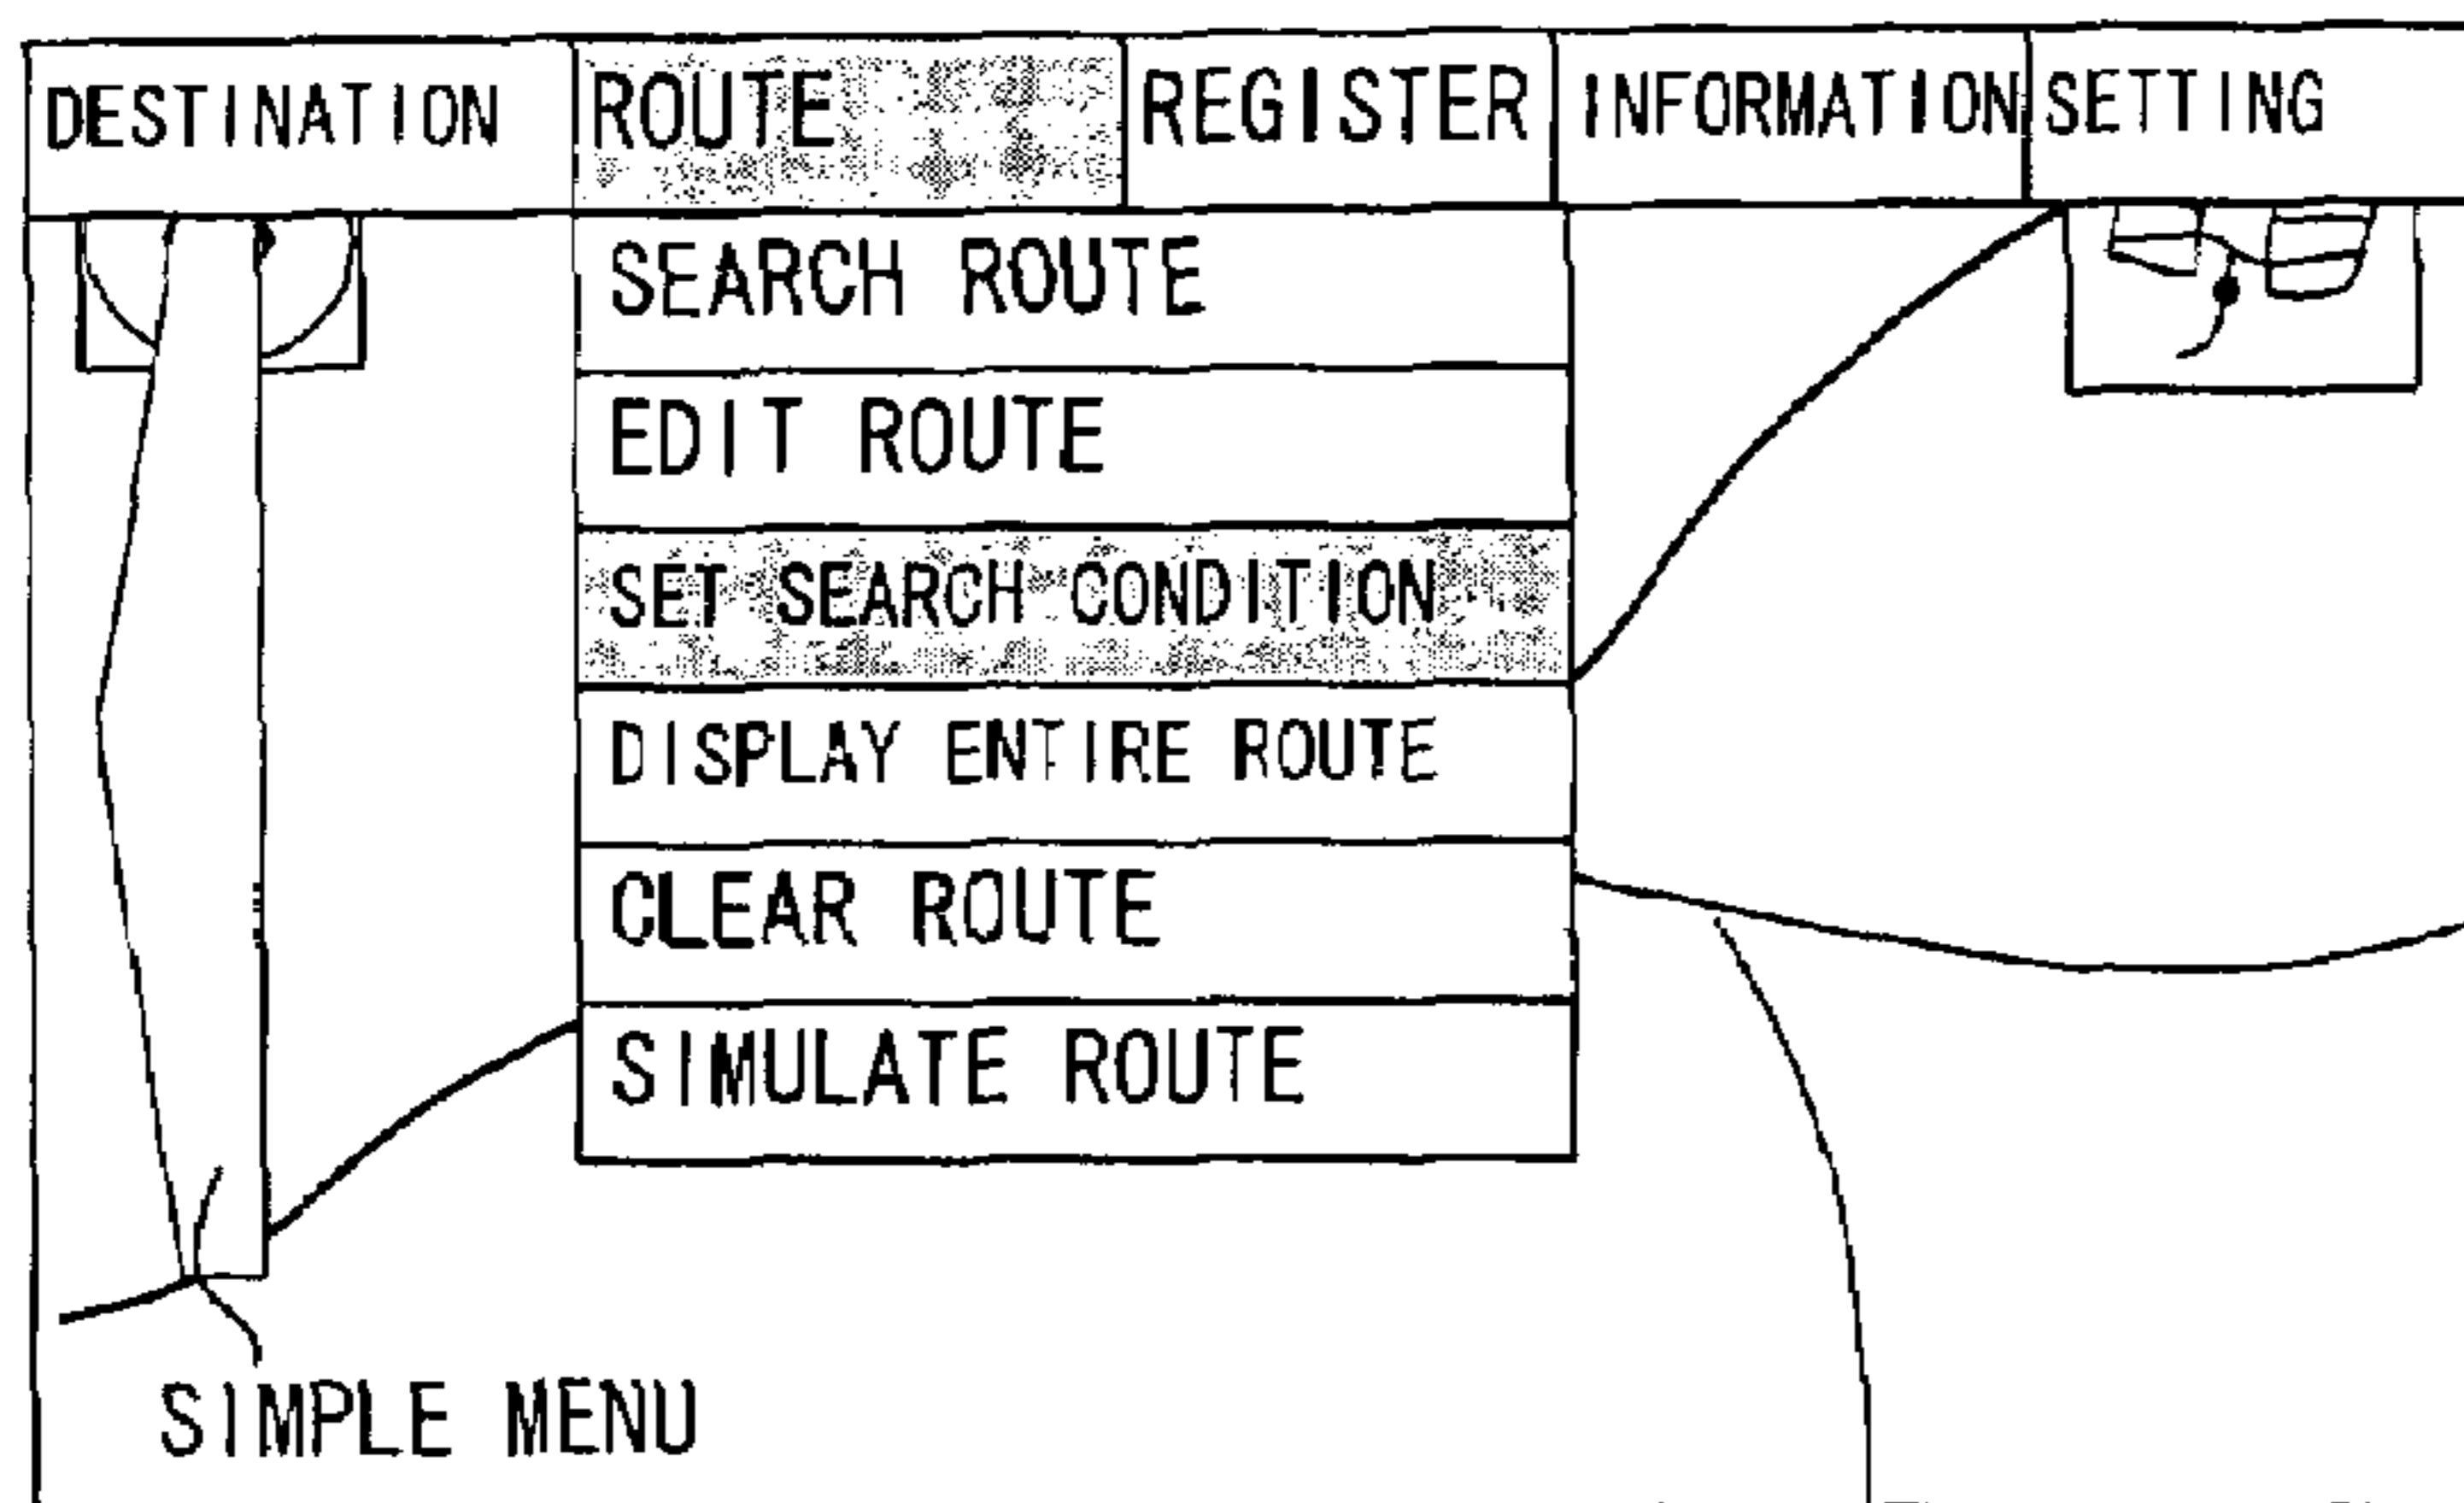 DESTINATION ROUTE REGISTER INFORMATION SETTING
SEARCH ROUTE
EDIT ROUTE
SET SEARCH CONDITION
DISPLAY ENTIRE ROUTE
CLEAR ROUTE
SIMULATE ROUTE
SIMPLE MENU